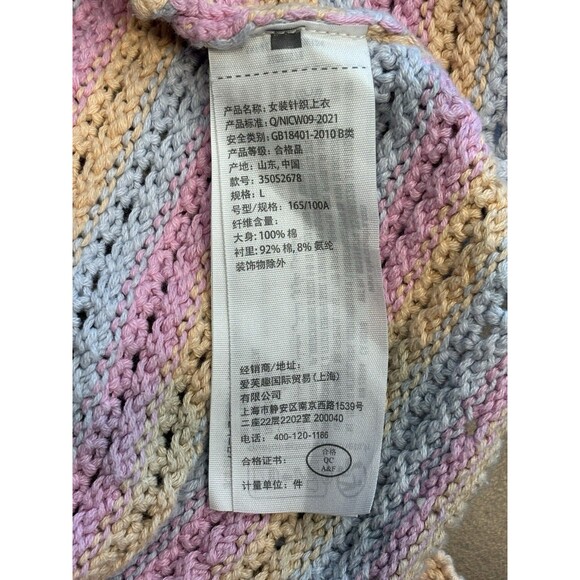 产品名称: 女装针织上衣
产品标准: Q/NICW09-2021
安全类别: GB18401-2010 B类
产品等级: 合格品
产地: 山东, 中国
款号: 35052678
规格: L
号型/规格: 165/100A
纤维含量:
大身: 100% 棉
衬里: 92% 棉, 8% 氨纶
装饰物除外
经销商/地址:
爱芙趣国际贸易(上海)
有限公司
上海市静安区南京西路1539号
二座22层2202室 200040
电话: 400-120-1186
合格证书:
合格
QC
A&F
计量单位: 件